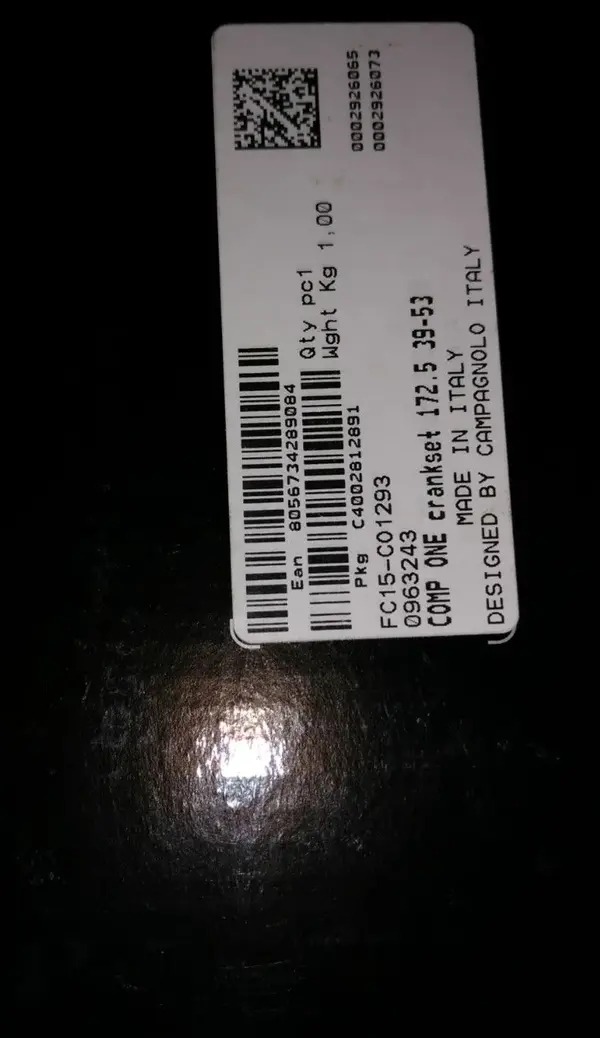 0002926065
0002926073
Qty pc1
Wght Kg 1,00
Ean 8056734289084
Pkg C4002812891
FC15-CO1293
0963243
COMP ONE crankset 172.5 39-53
MADE IN ITALY
DESIGNED BY CAMPAGNOLO ITALY